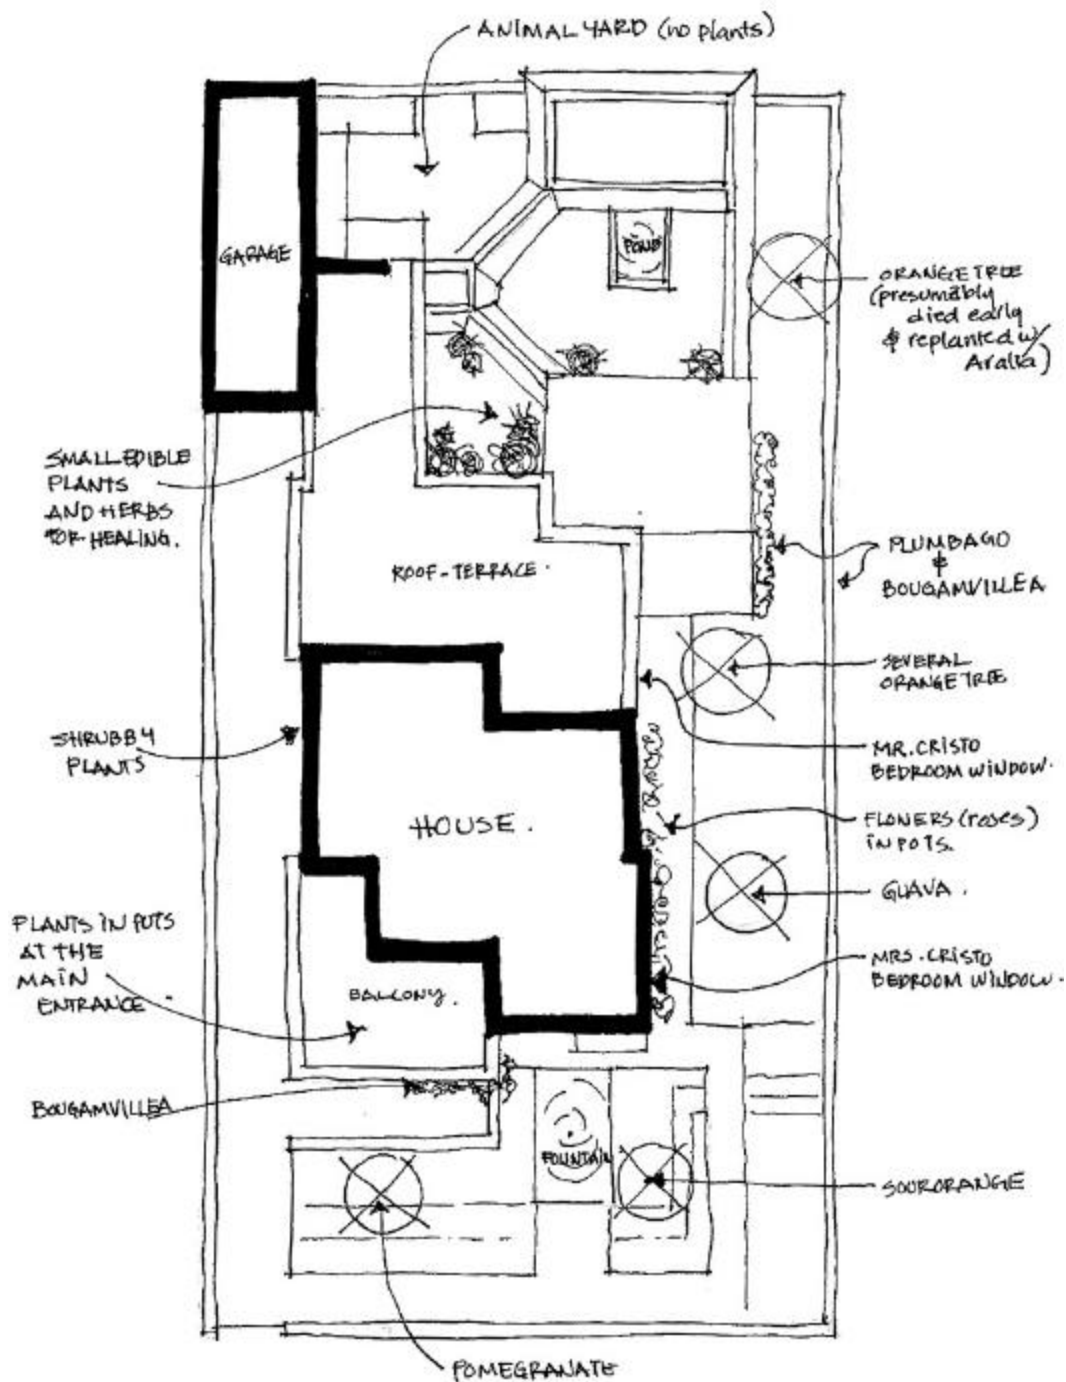 ANIMAL YARD (no plants)
GARAGE
POND
ORANGE TREE
(presumably
died early
& replanted w/
Aralia)
SMALL EDIBLE
PLANTS
AND HERBS
FOR HEALING.
ROOF-TERRACE.
PLUMBAGO
&
BOUGAMVILLEA
SEVERAL
ORANGE TREE
SHRUBBY
PLANTS
MR. CRISTO
BEDROOM WINDOW.
HOUSE.
FLOWERS (roses)
IN POTS.
GUAVA.
PLANTS IN POTS
AT THE
MAIN
ENTRANCE.
MRS. CRISTO
BEDROOM WINDOW.
BALCONY.
BOUGAMVILLEA
FOUNTAIN
SOUR ORANGE
POMEGRANATE